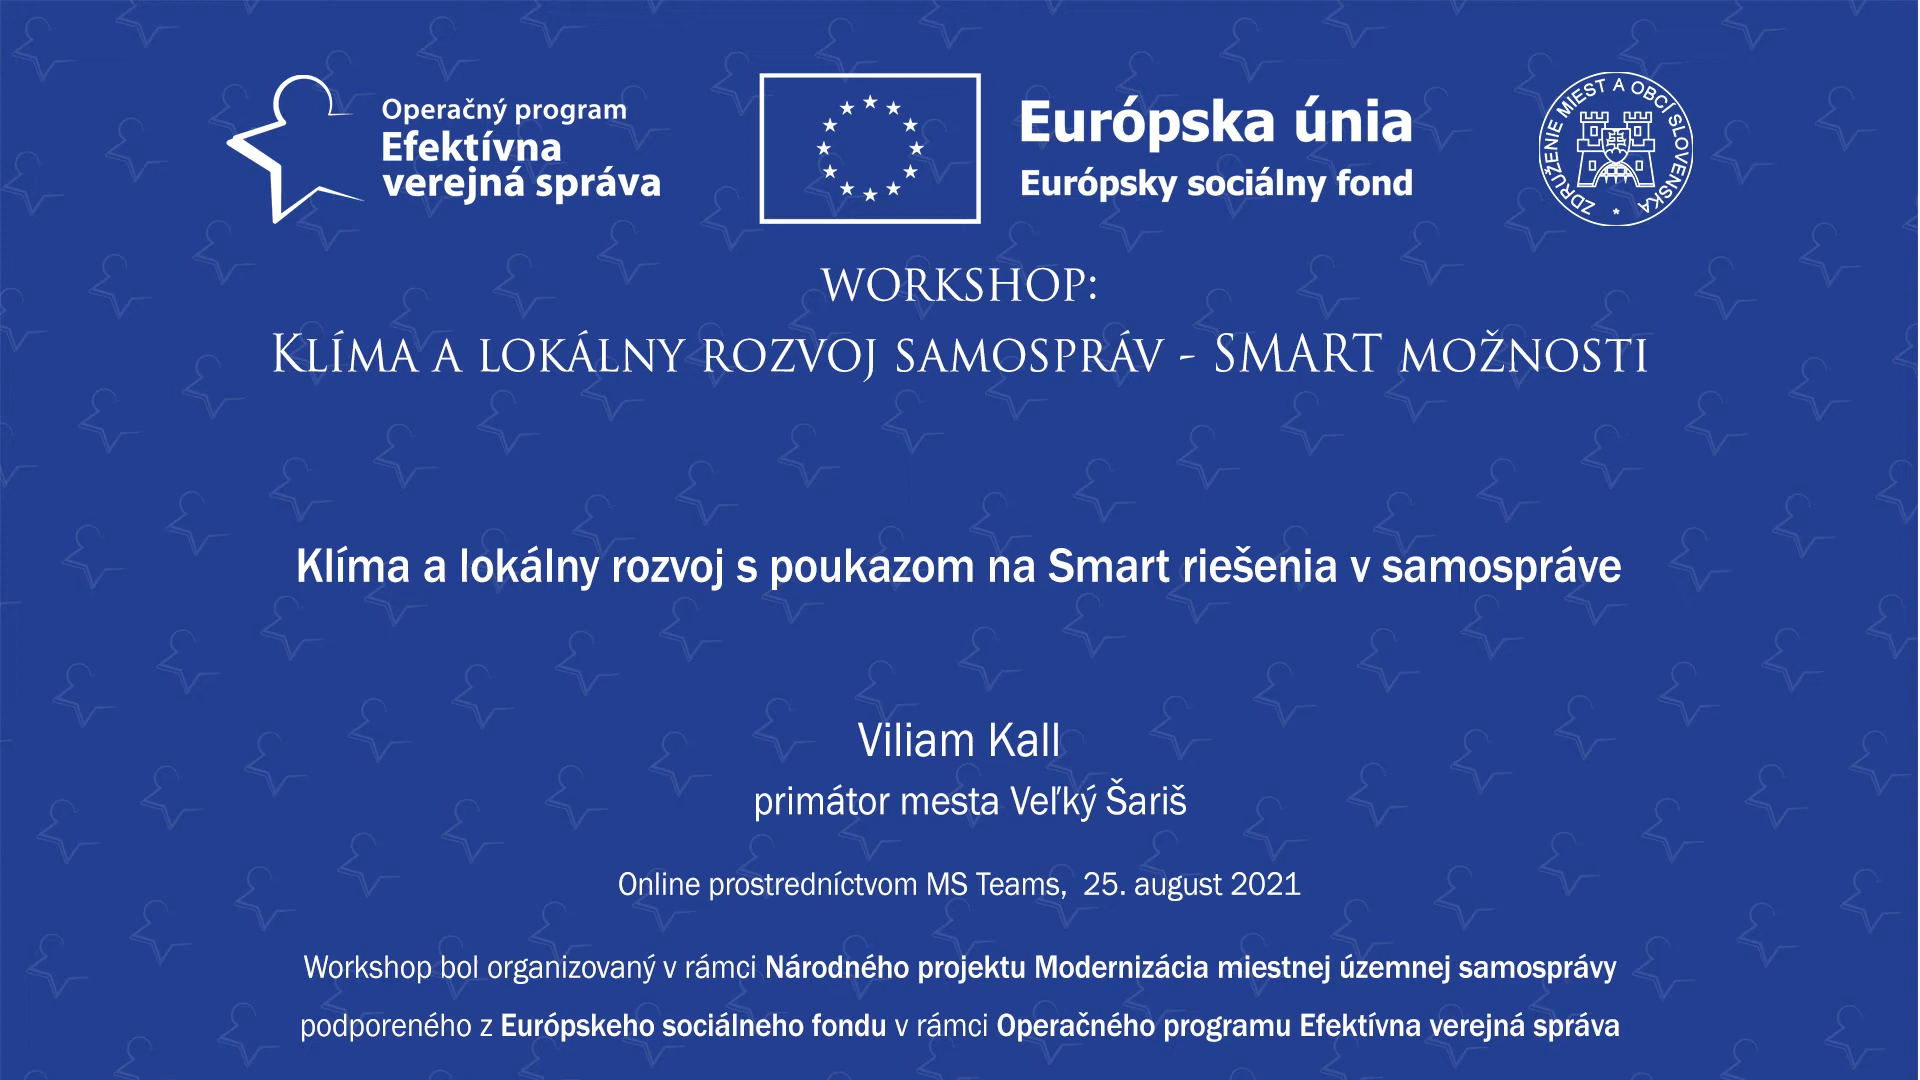 Operačný program
Efektívna
verejná správa
Európska únia
Európsky sociálny fond
ZDRUŽENIE MIEST A OBCÍ SLOVENSKA
WORKSHOP:
Klíma a lokálny rozvoj samospráv - SMART možnosti
Klíma a lokálny rozvoj s poukazom na Smart riešenia v samospráve
Viliam Kall
primátor mesta Veľký Šariš
Online prostredníctvom MS Teams, 25. august 2021
Workshop bol organizovaný v rámci Národného projektu Modernizácia miestnej územnej samosprávy
podporeného z Európskeho sociálneho fondu v rámci Operačného programu Efektívna verejná správa